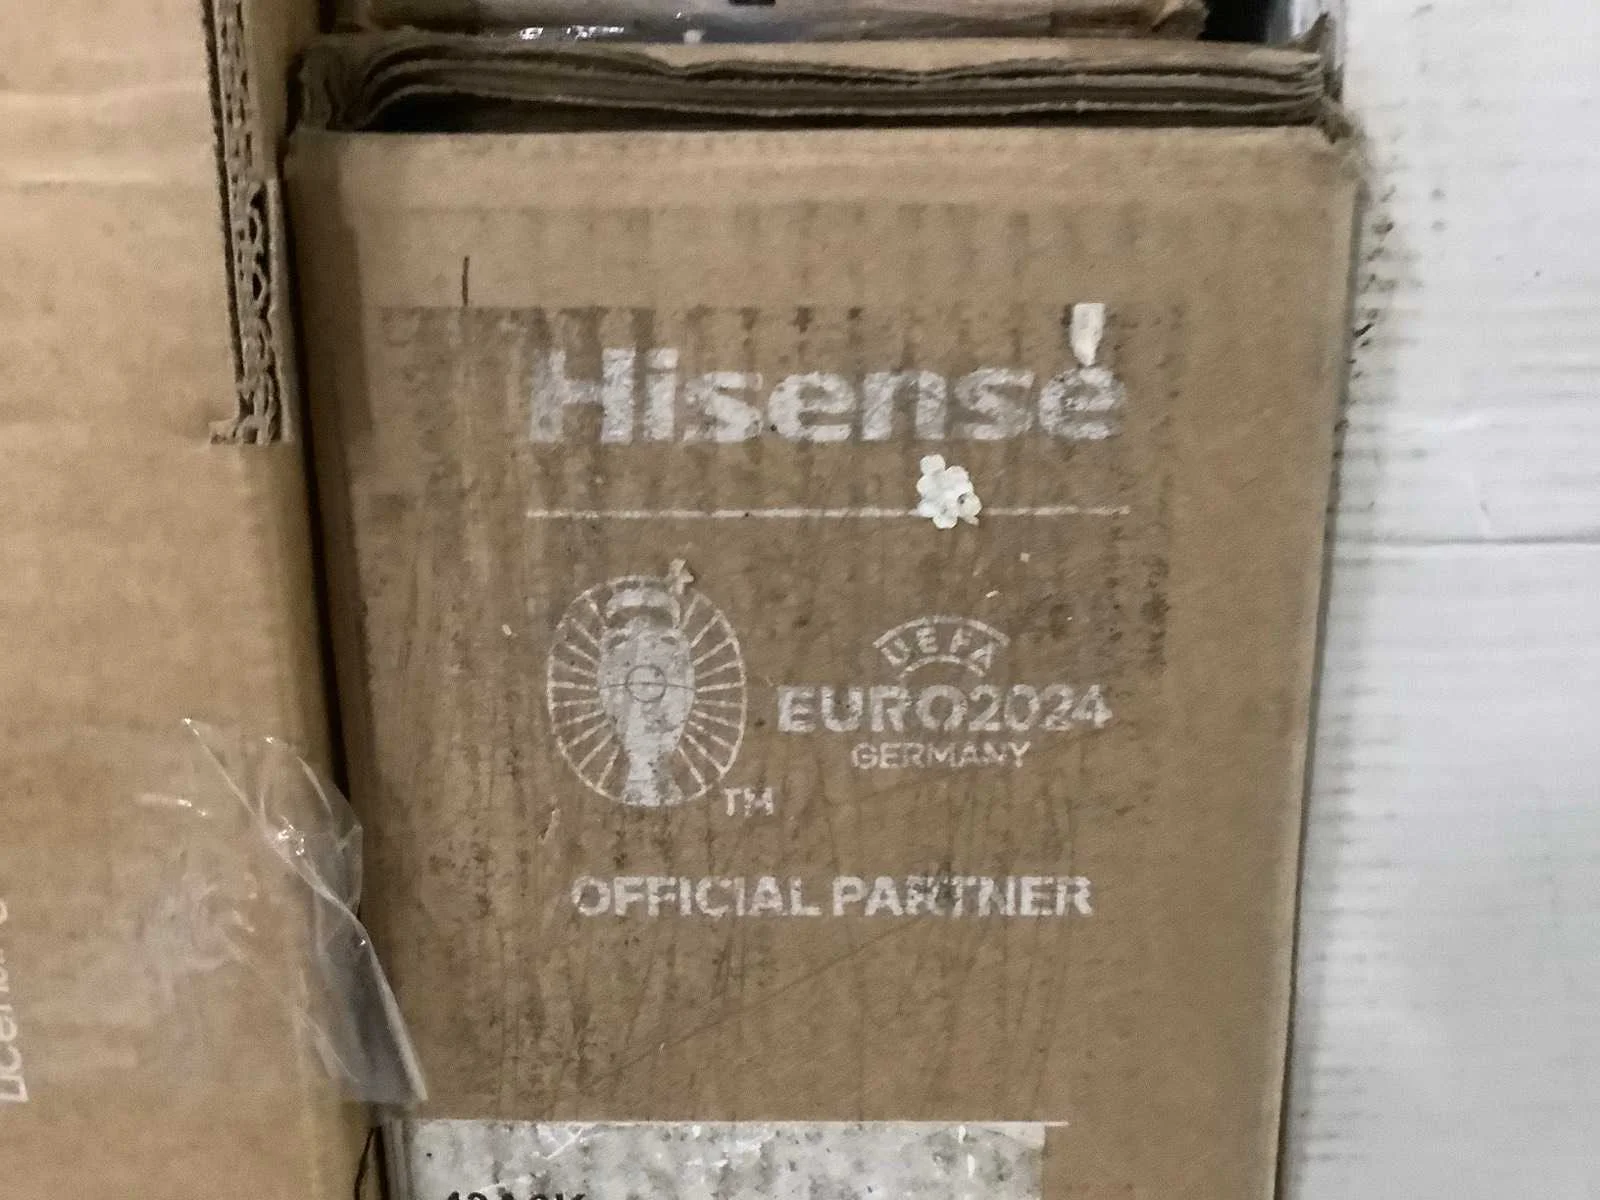 Hisense
UEFA
EURO2024
GERMANY
TM
OFFICIAL PARTNER